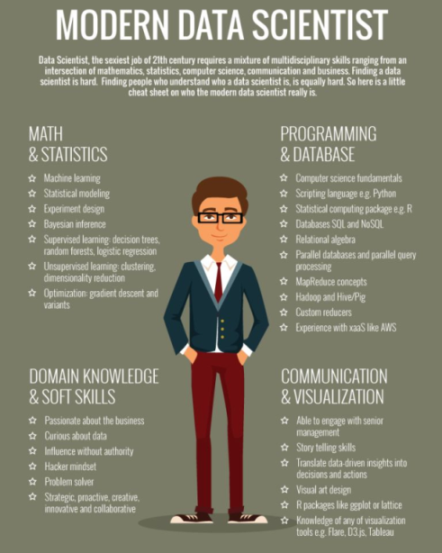 MODERN DATA SCIENTIST
Data Scientist, the sexiest job of 21th century requires a mixture of multidisciplinary skills ranging from an
intersection of mathematics, statistics, computer science, communication and business. Finding a data
scientist is hard. Finding people who understand who a data scientist is, is equally hard. So here is a little
cheat sheet on who the modern data scientist really is.
MATH
& STATISTICS
Machine learning
Statistical modeling
Experiment design
Bayesian inference
Supervised learning: decision trees,
random forests, logistic regression
Unsupervised learning: clustering,
dimensionality reduction
Optimization: gradient descent and
variants
PROGRAMMING
& DATABASE
Computer science fundamentals
Scripting language e.g. Python
Statistical computing package e.g. R
Databases SQL and NoSQL
Relational algebra
Parallel databases and parallel query
processing
MapReduce concepts
Hadoop and Hive/Pig
Custom reducers
Experience with xaaS like AWS
DOMAIN KNOWLEDGE
& SOFT SKILLS
Passionate about the business
Curious about data
Influence without authority
Hacker mindset
Problem solver
Strategic, proactive, creative,
innovative and collaborative
COMMUNICATION
& VISUALIZATION
Able to engage with senior
management
Story telling skills
Translate data-driven insights into
decisions and actions
Visual art design
R packages like ggplot or lattice
Knowledge of any of visualization
tools e.g. Flare, D3.js, Tableau